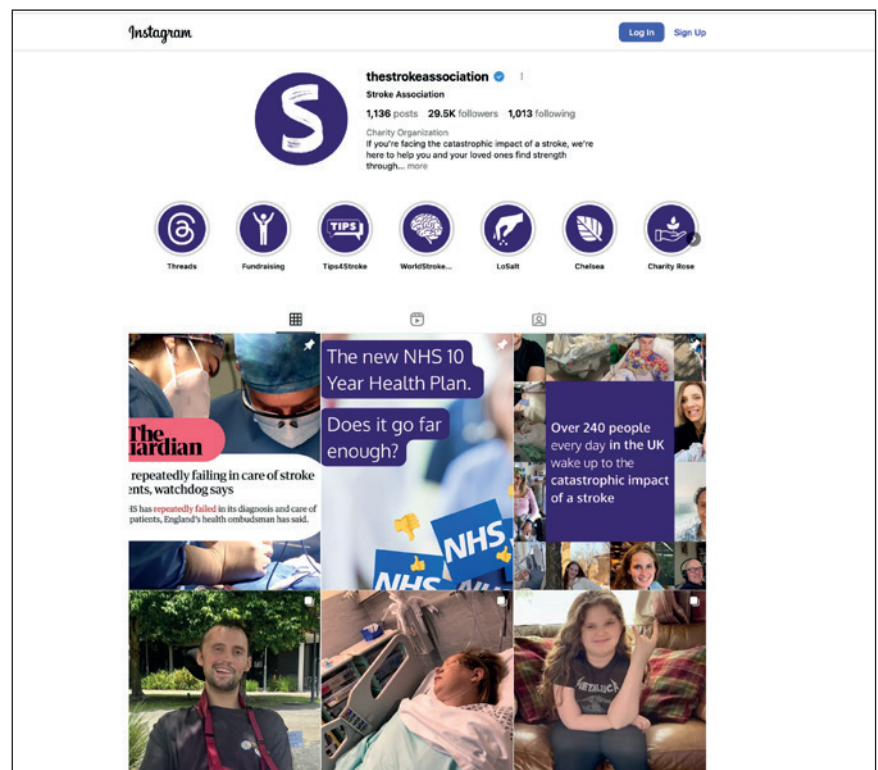 Instagram
Log In
Sign Up
thestrokeassociation
Stroke Association
1,136 posts 29.5K followers 1,013 following
Charity Organization
If you're facing the catastrophic impact of a stroke, we're
here to help you and your loved ones find strength
through... more
S
TIPS
Threads
Fundraising
Tips4Stroke
WorldStroke...
LoSalt
Chelsea
Charity Rose
The
uardian
repeatedly failing in care of stroke
ents, watchdog says
HS has repeatedly failed in its diagnosis and care of
patients, England's health ombudsman has said.
The new NHS 10
Year Health Plan.
Does it go far
enough?
NHS
NHS
Over 240 people
every day in the UK
wake up to the
catastrophic impact
of a stroke
METALLICA